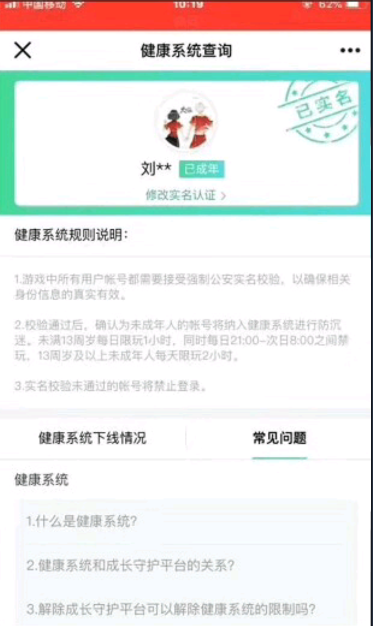 中国移动
10:19
62%
健康系统查询
已实名
刘** 已成年
修改实名认证 >
健康系统规则说明：
1.游戏中所有用户帐号都需要接受强制公安实名校验，以确保相关
身份信息的真实有效。
2.校验通过后，确认为未成年人的帐号将纳入健康系统进行防沉
迷。未满13周岁每日限玩1小时，同时每日21:00-次日8:00之间禁
玩，13周岁及以上未成年人每天限玩2小时。
3.实名校验未通过的帐号将禁止登录。
健康系统下线情况
常见问题
健康系统
1.什么是健康系统?
2.健康系统和成长守护平台的关系?
3.解除成长守护平台可以解除健康系统的限制吗?